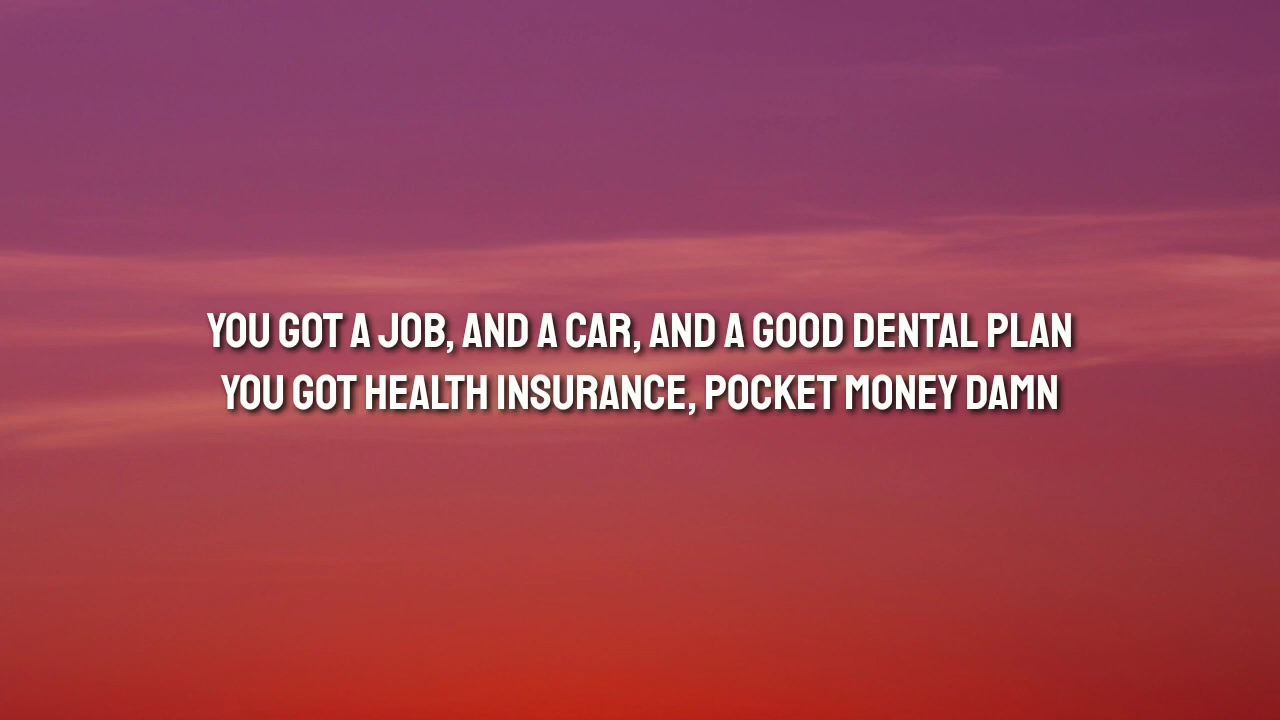 YOU GOT A JOB, AND A CAR, AND A GOOD DENTAL PLAN
YOU GOT HEALTH INSURANCE, POCKET MONEY DAMN